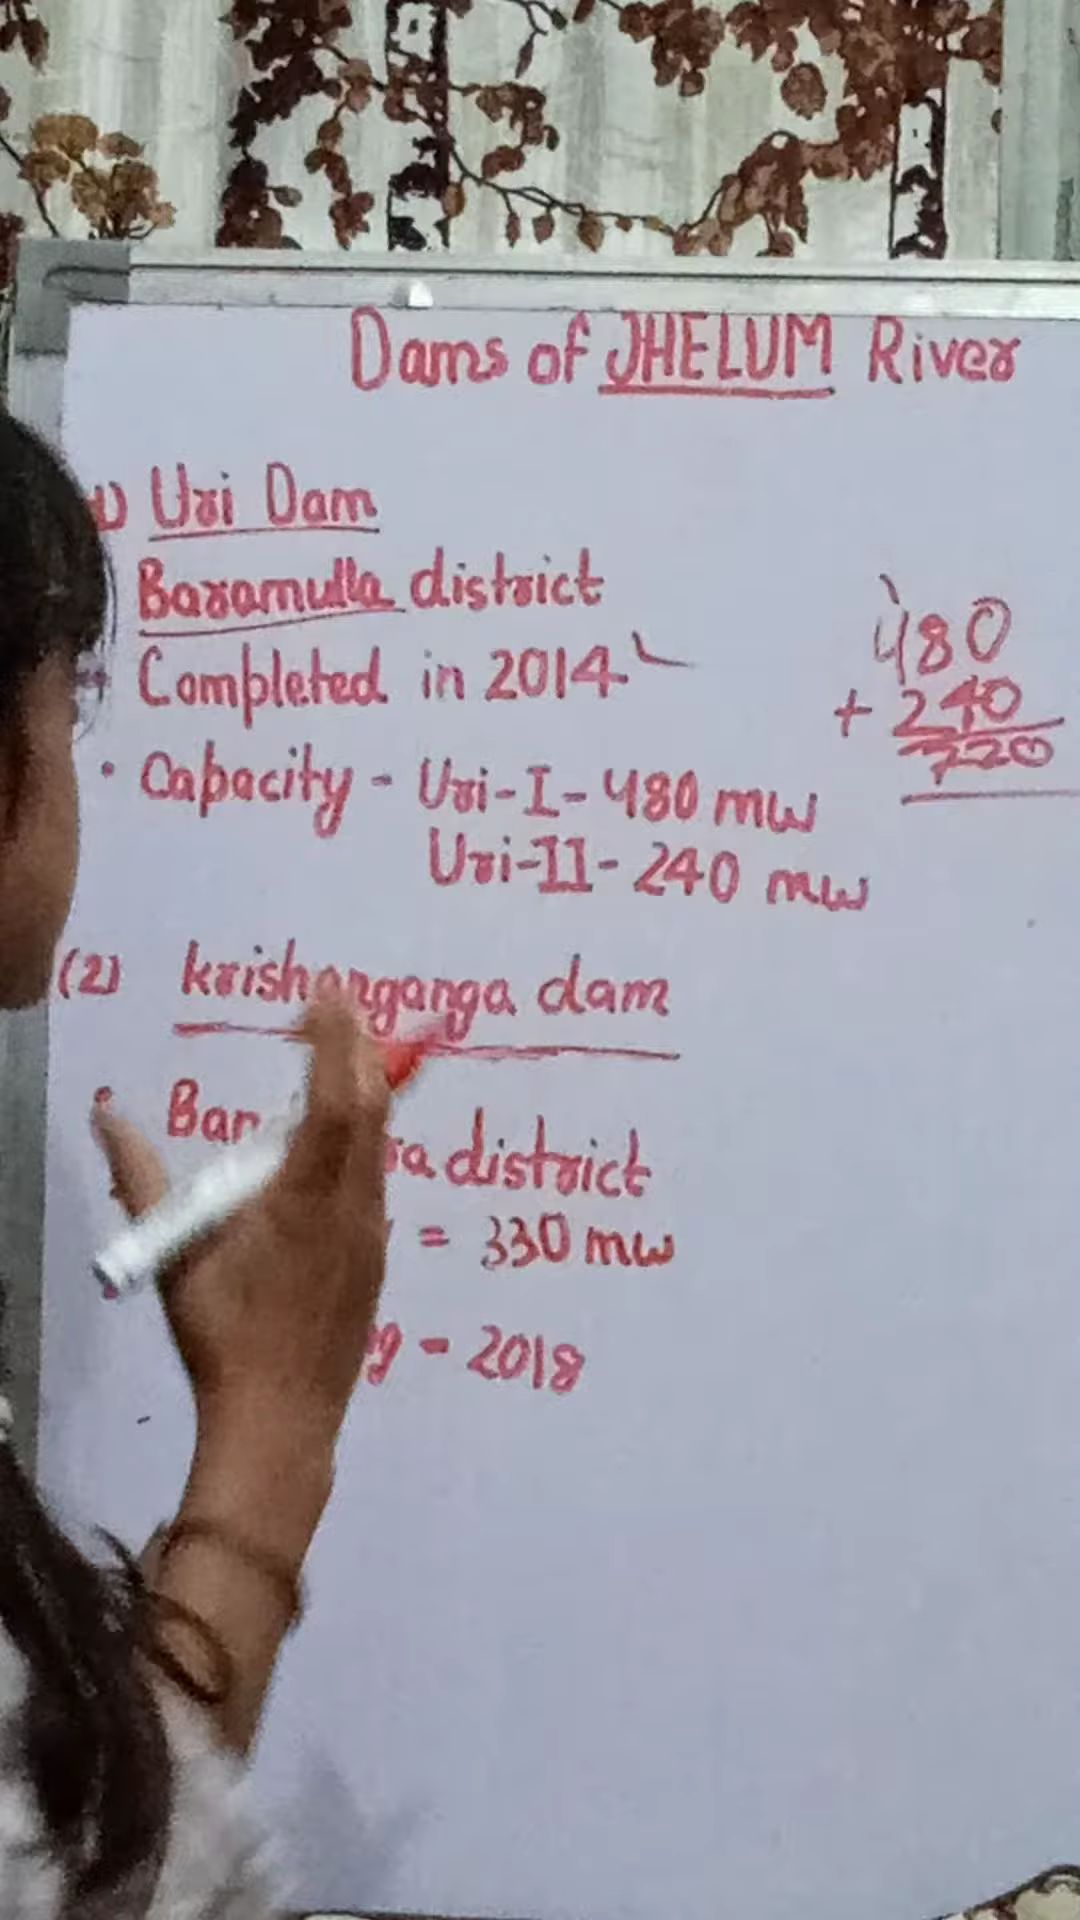 Dams of JHELUM River
1) Uri Dam
Baramulla district
Completed in 2014
• Capacity - Uri-I - 480 mw
Uri-II - 240 mw
480
+ 240
720
(2) krishanganga dam
• district
= 330 mw
- 2018